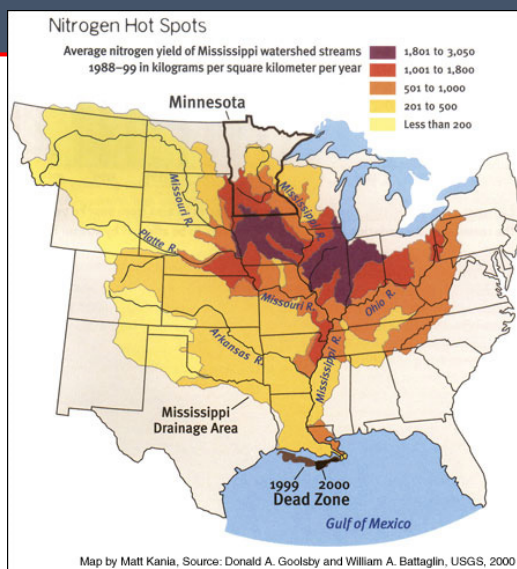 Nitrogen Hot Spots
Average nitrogen yield of Mississippi watershed streams
1988–99 in kilograms per square kilometer per year
1,801 to 3,050
1,001 to 1,800
501 to 1,000
201 to 500
Less than 200
Minnesota
Missouri R.
Mississippi R.
Platte R.
Missouri R.
Ohio R.
Arkansas R.
Mississippi R.
Mississippi
Drainage Area
1999
2000
Dead Zone
Gulf of Mexico
Map by Matt Kania, Source: Donald A. Goolsby and William A. Battaglin, USGS, 2000